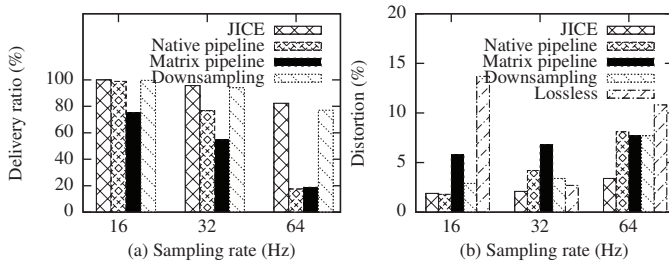 JICE
Native pipeline
Matrix pipeline
Downsampling
Delivery ratio (%)
100
80
60
40
20
0
16
32
64
(a) Sampling rate (Hz)
JICE
Native pipeline
Matrix pipeline
Downsampling
Lossless
Distortion (%)
20
15
10
5
0
16
32
64
(b) Sampling rate (Hz)